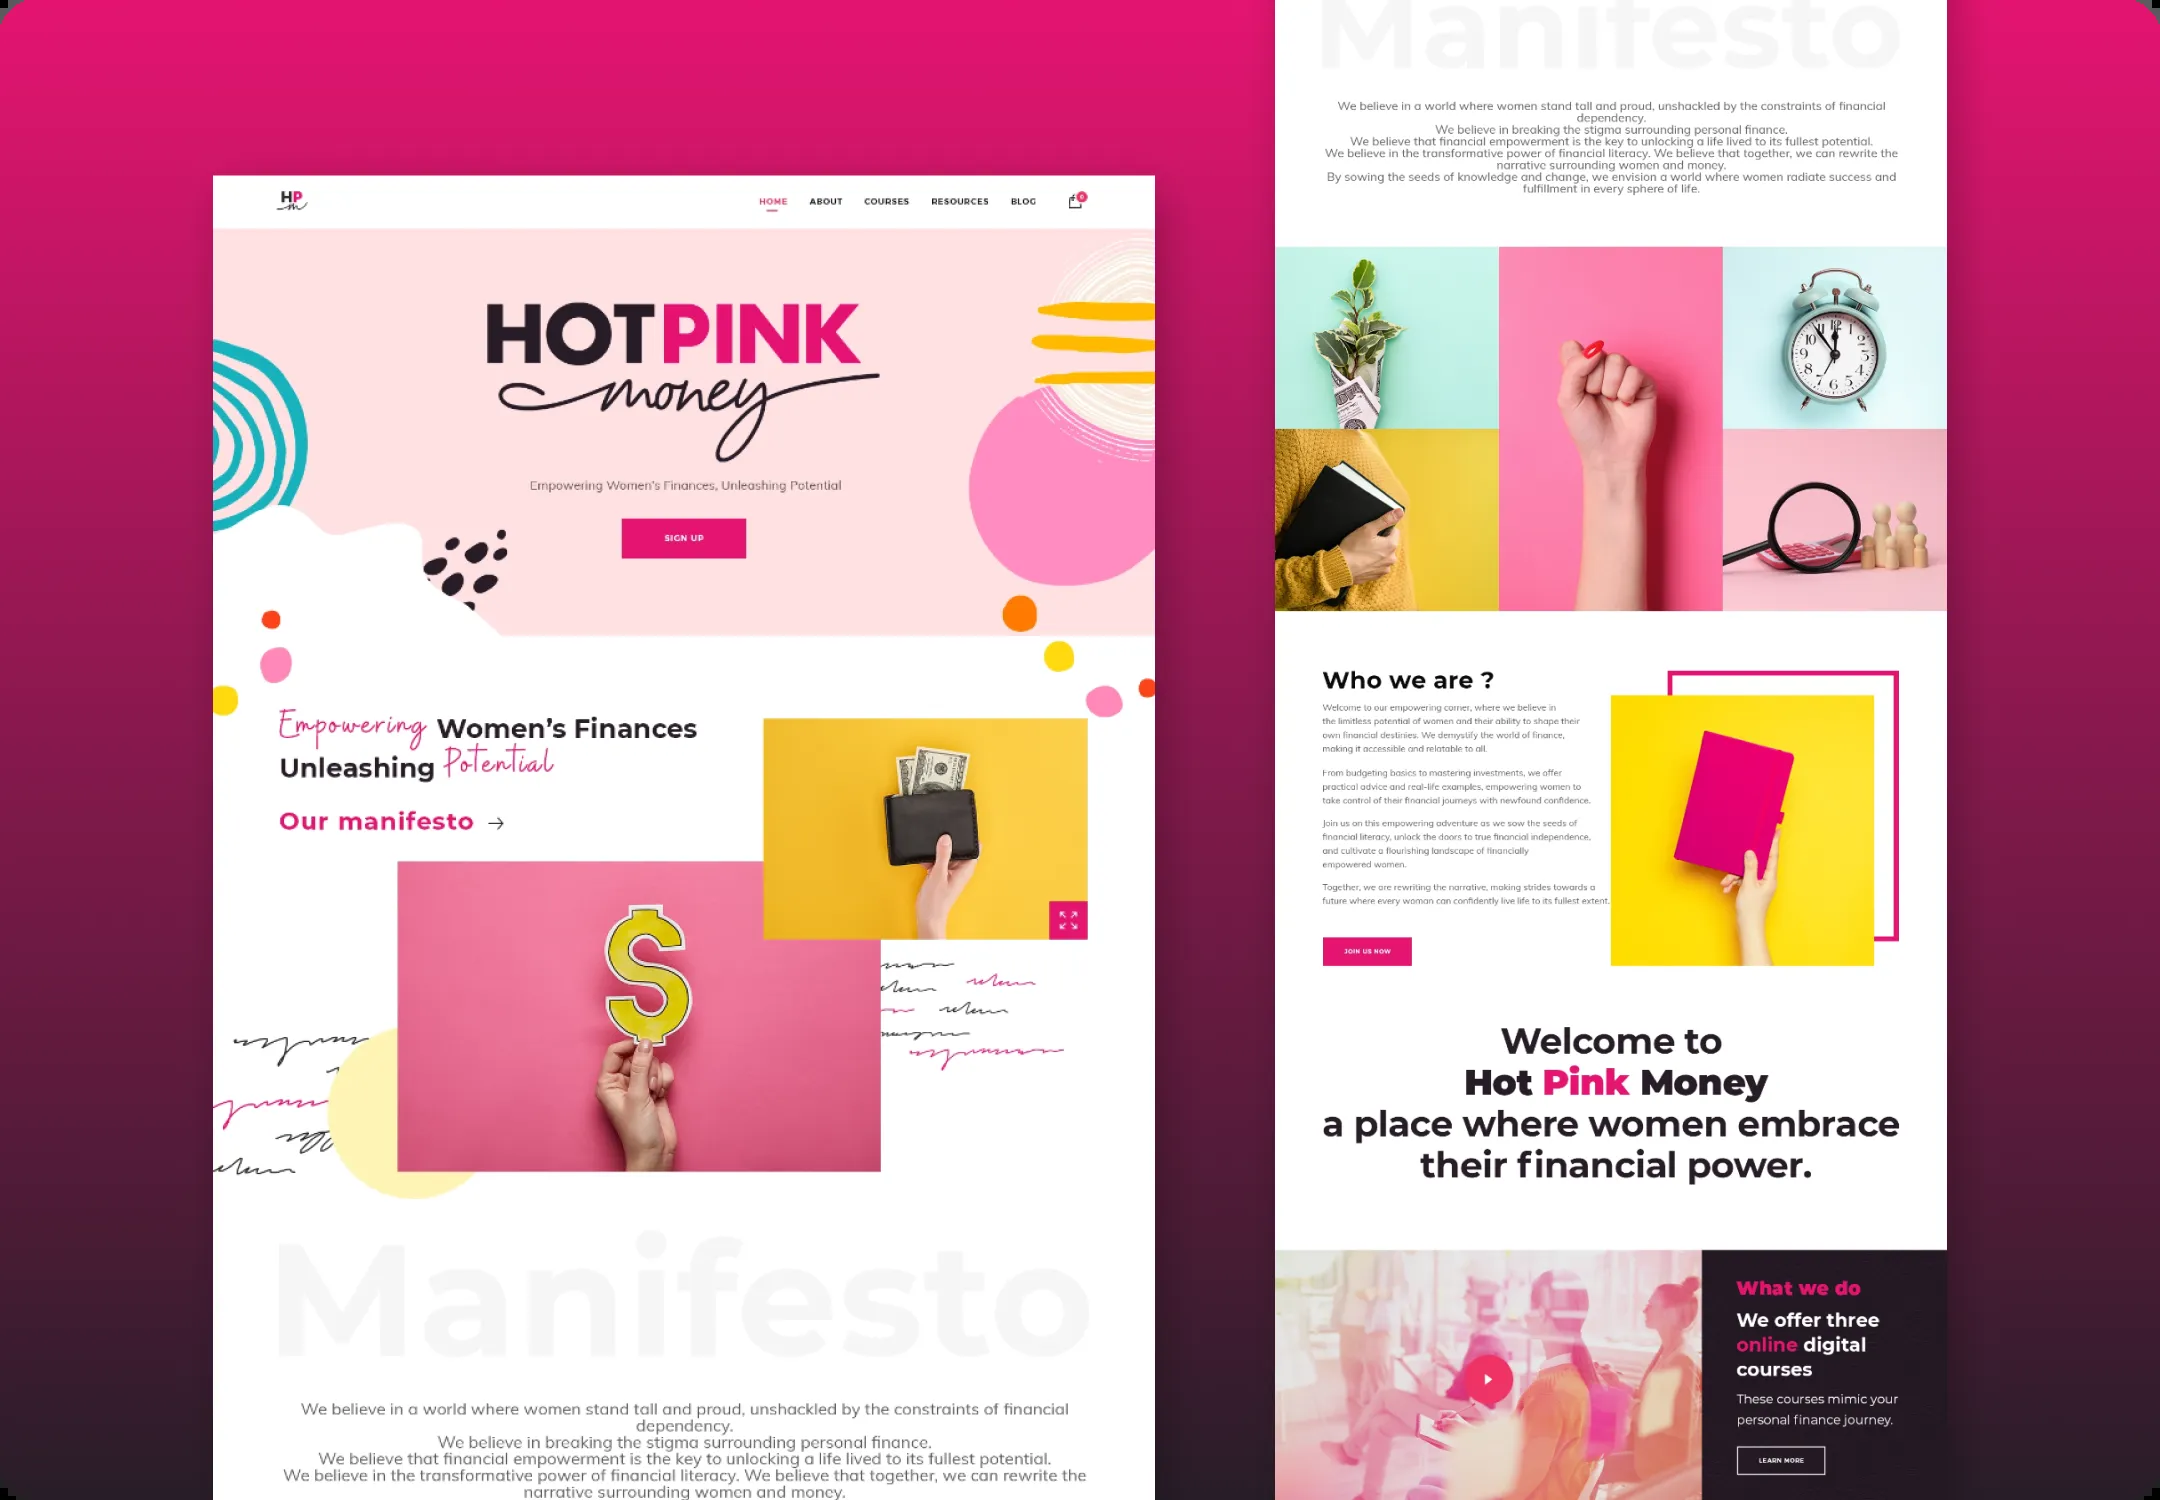 HP
m
HOME ABOUT COURSES RESOURCES BLOG 0
HOTPINK
money
Empowering Women's Finances, Unleashing Potential
SIGN UP
Empowering Women's Finances
Unleashing Potential
Our manifesto →
Manifesto
We believe in a world where women stand tall and proud, unshackled by the constraints of financial
dependency.
We believe in breaking the stigma surrounding personal finance.
We believe that financial empowerment is the key to unlocking a life lived to its fullest potential.
We believe in the transformative power of financial literacy. We believe that together, we can rewrite the
narrative surrounding women and money.
Manifesto
We believe in a world where women stand tall and proud, unshackled by the constraints of financial
dependency.
We believe in breaking the stigma surrounding personal finance.
We believe that financial empowerment is the key to unlocking a life lived to its fullest potential.
We believe in the transformative power of financial literacy. We believe that together, we can rewrite the
narrative surrounding women and money.
By sowing the seeds of knowledge and change, we envision a world where women radiate success and
fulfillment in every sphere of life.
Who we are ?
Welcome to our empowering corner, where we believe in
the limitless potential of women and their ability to shape their
own financial destinies. We demystify the world of finance,
making it accessible and relatable to all.
From budgeting basics to mastering investments, we offer
practical advice and real-life examples, empowering women to
take control of their financial journeys with newfound confidence.
Join us on this empowering adventure as we sow the seeds of
financial literacy, unlock the doors to true financial independence,
and cultivate a flourishing landscape of financially
empowered women.
Together, we are rewriting the narrative, making strides towards a
future where every woman can confidently live life to its fullest extent.
JOIN US NOW
Welcome to
Hot Pink Money
a place where women embrace
their financial power.
What we do
We offer three
online digital
courses
These courses mimic your
personal finance journey.
LEARN MORE